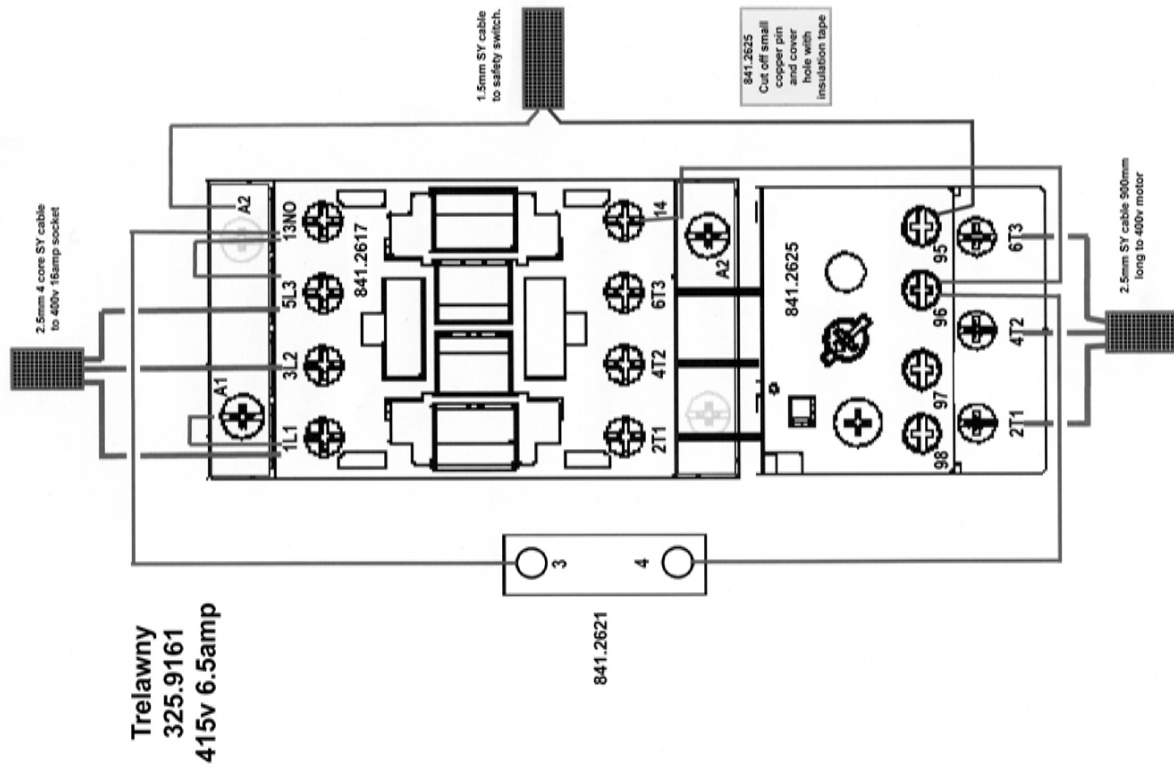 2.5mm 4 core SY cable
to 400v 16amp socket
1.5mm SY cable
to safety switch.
841.2625
Cut off small
copper pin
and cover
hole with
insulation tape
2.5mm SY cable 900mm
long to 400v motor
A1
A2
1L1
3L2
5L3
13NO
841.2617
2T1
4T2
6T3
14
A2
841.2625
98
97
96
95
2T1
4T2
6T3
3
4
841.2621
Trelawny
325.9161
415v 6.5amp